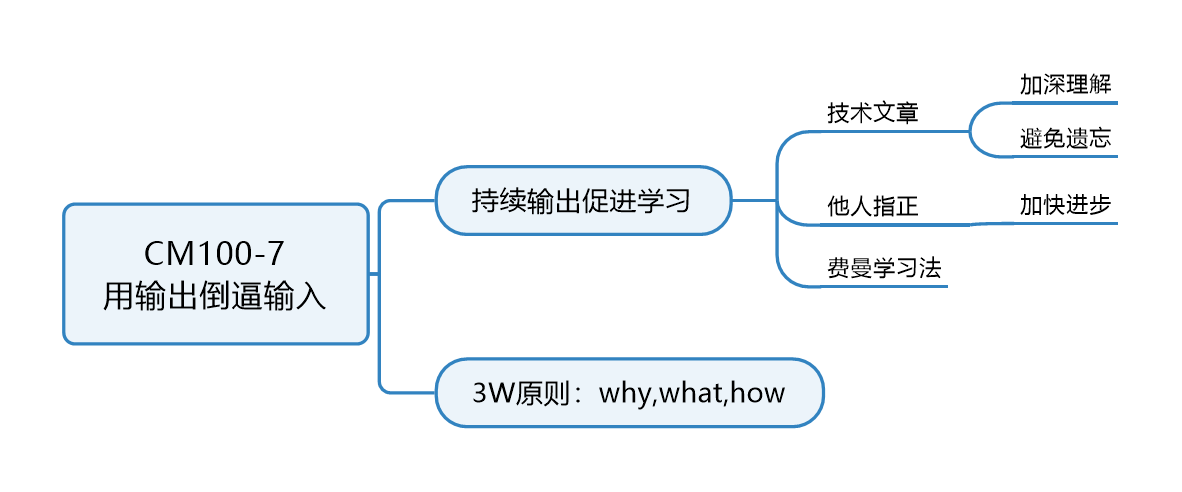 CM100-7
用输出倒逼输入
持续输出促进学习
技术文章
加深理解
避免遗忘
他人指正
加快进步
费曼学习法
3W原则：why,what,how